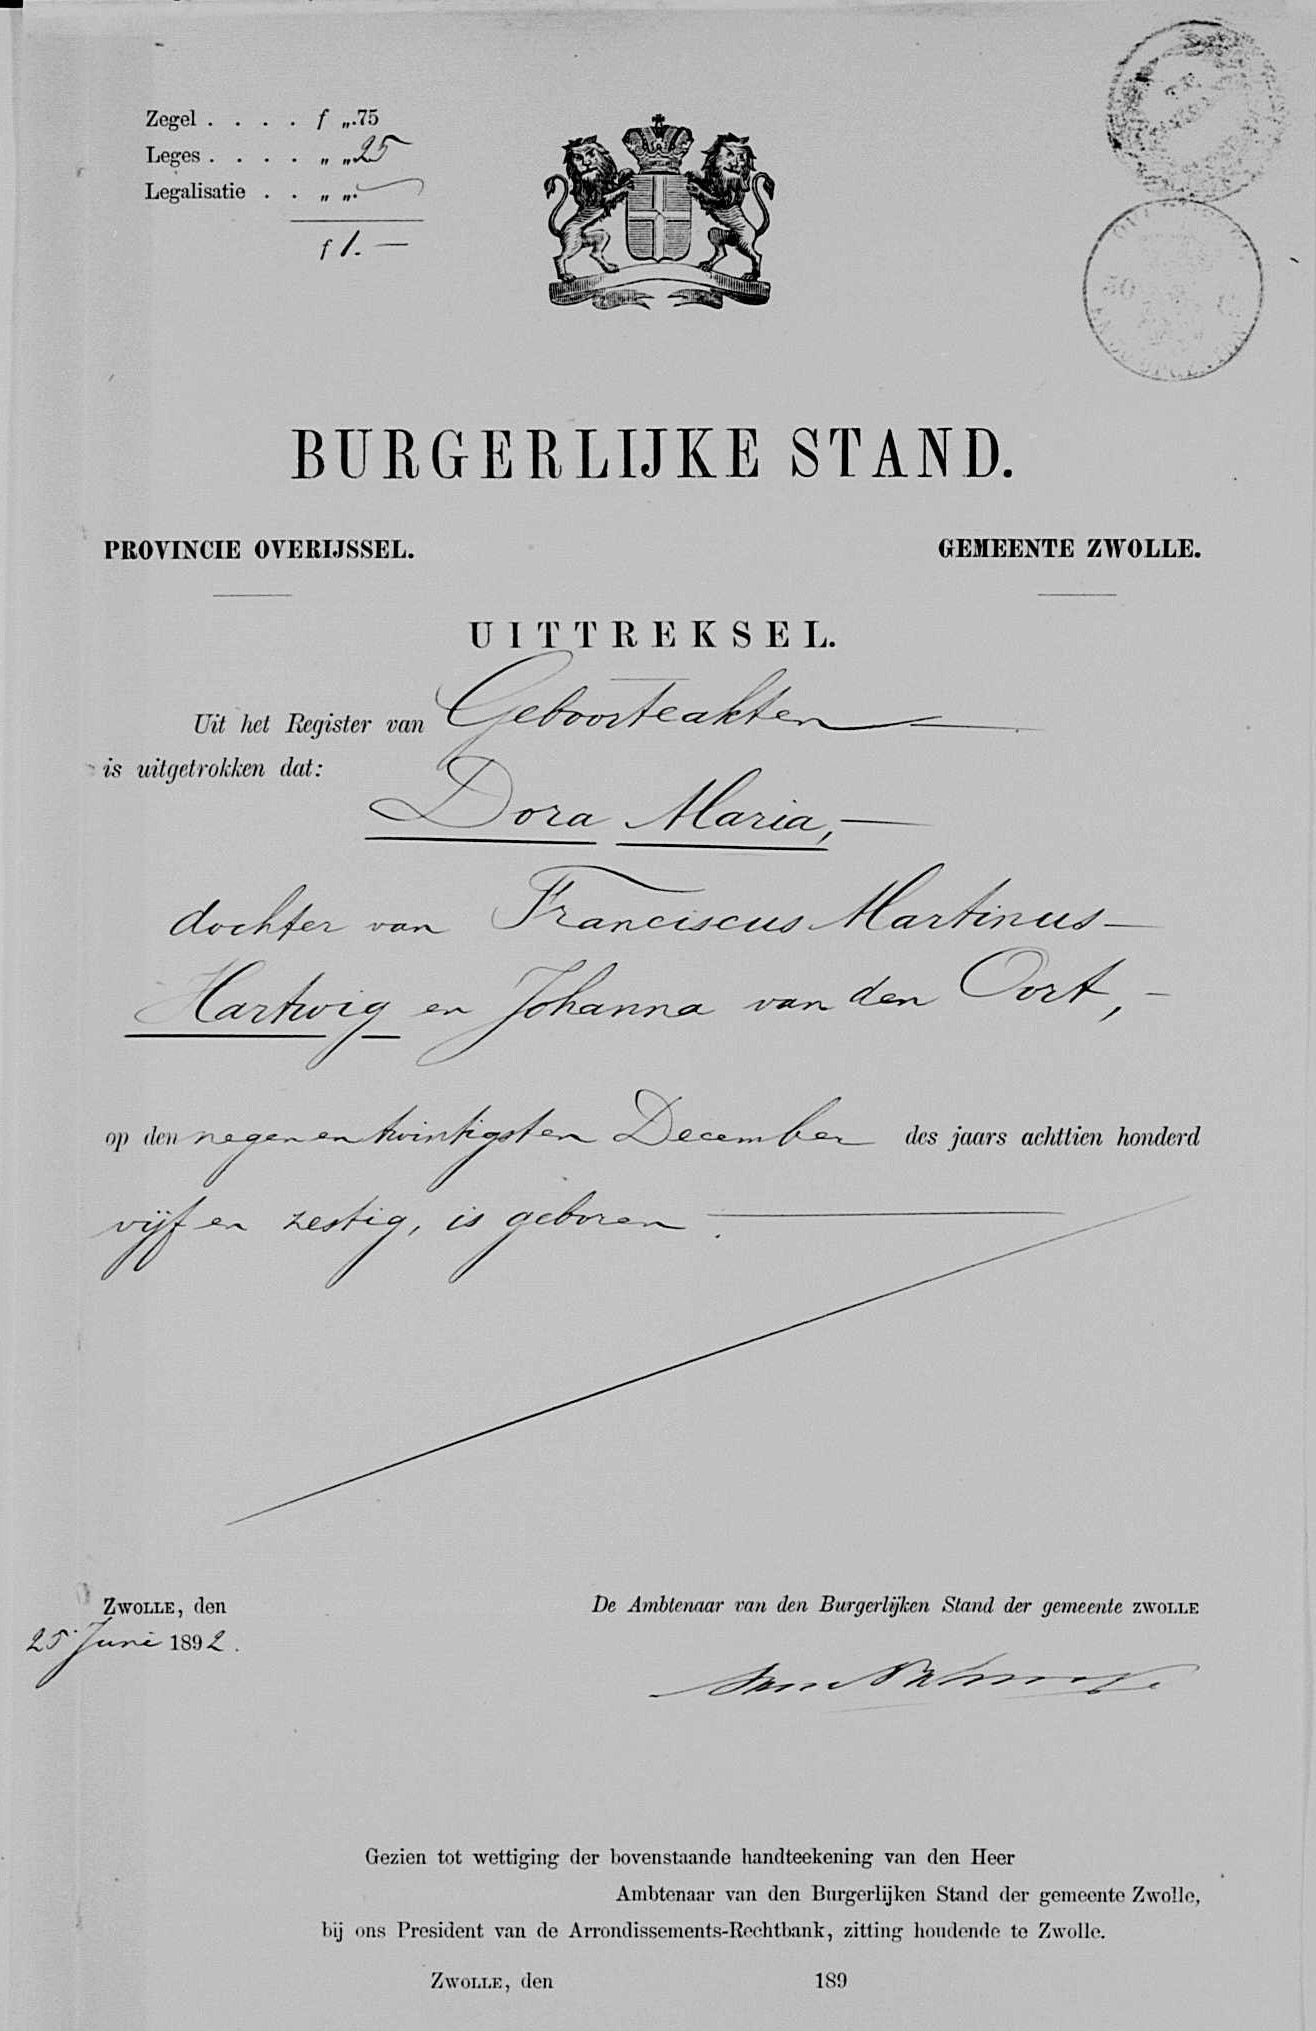 Zegel . . . . f „.75
Leges . . . . „ „25
Legalisatie . . „ „.
f 1.—
BURGERLIJKE STAND.
PROVINCIE OVERIJSSEL.
GEMEENTE ZWOLLE.
UITTREKSEL.
Uit het Register van Geboorteakten
is uitgetrokken dat:
Dora Maria,
dochter van Franciscus Martinus
Hartwig en Johanna van den Oort,
op den negenentwintigsten December des jaars achttien honderd
vijf en zestig, is geboren.
ZWOLLE, den
25 Juni 1892.
De Ambtenaar van den Burgerlijken Stand der gemeente ZWOLLE
Gezien tot wettiging der bovenstaande handteekening van den Heer
Ambtenaar van den Burgerlijken Stand der gemeente Zwolle,
bij ons President van de Arrondissements-Rechtbank, zitting houdende te Zwolle.
ZWOLLE, den 189